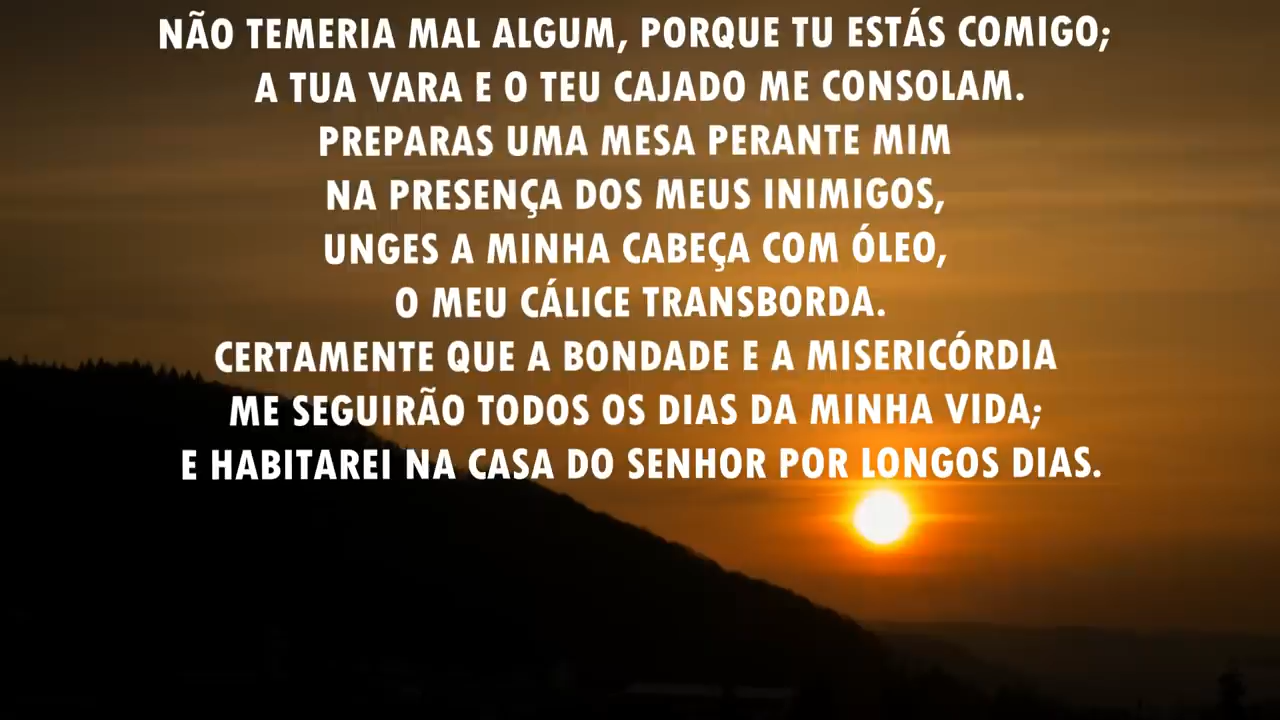 NÃO TEMERIA MAL ALGUM, PORQUE TU ESTÁS COMIGO;
A TUA VARA E O TEU CAJADO ME CONSOLAM.
PREPARAS UMA MESA PERANTE MIM
NA PRESENÇA DOS MEUS INIMIGOS,
UNGES A MINHA CABEÇA COM ÓLEO,
O MEU CÁLICE TRANSBORDA.
CERTAMENTE QUE A BONDADE E A MISERICÓRDIA
ME SEGUIRÃO TODOS OS DIAS DA MINHA VIDA;
E HABITAREI NA CASA DO SENHOR POR LONGOS DIAS.